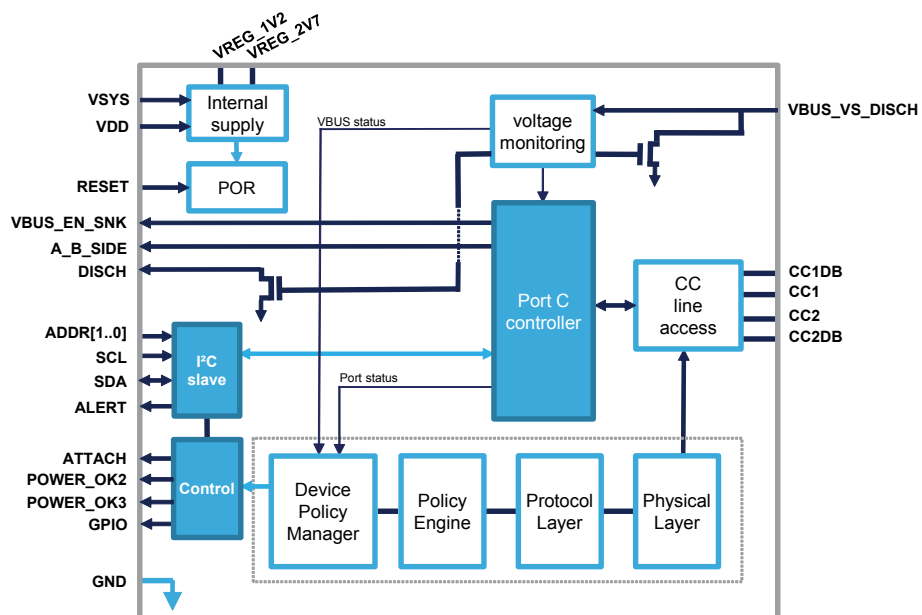 VREG_1V2
VREG_2V7
VSYS
VDD
Internal
supply
RESET
POR
VBUS status
voltage
monitoring
VBUS_VS_DISCH
VBUS_EN_SNK
A_B_SIDE
DISCH
Port C
controller
CC
line
access
CC1DB
CC1
CC2
CC2DB
ADDR[1..0]
SCL
SDA
ALERT
I²C
slave
Port status
ATTACH
POWER_OK2
POWER_OK3
GPIO
Control
Device
Policy
Manager
Policy
Engine
Protocol
Layer
Physical
Layer
GND